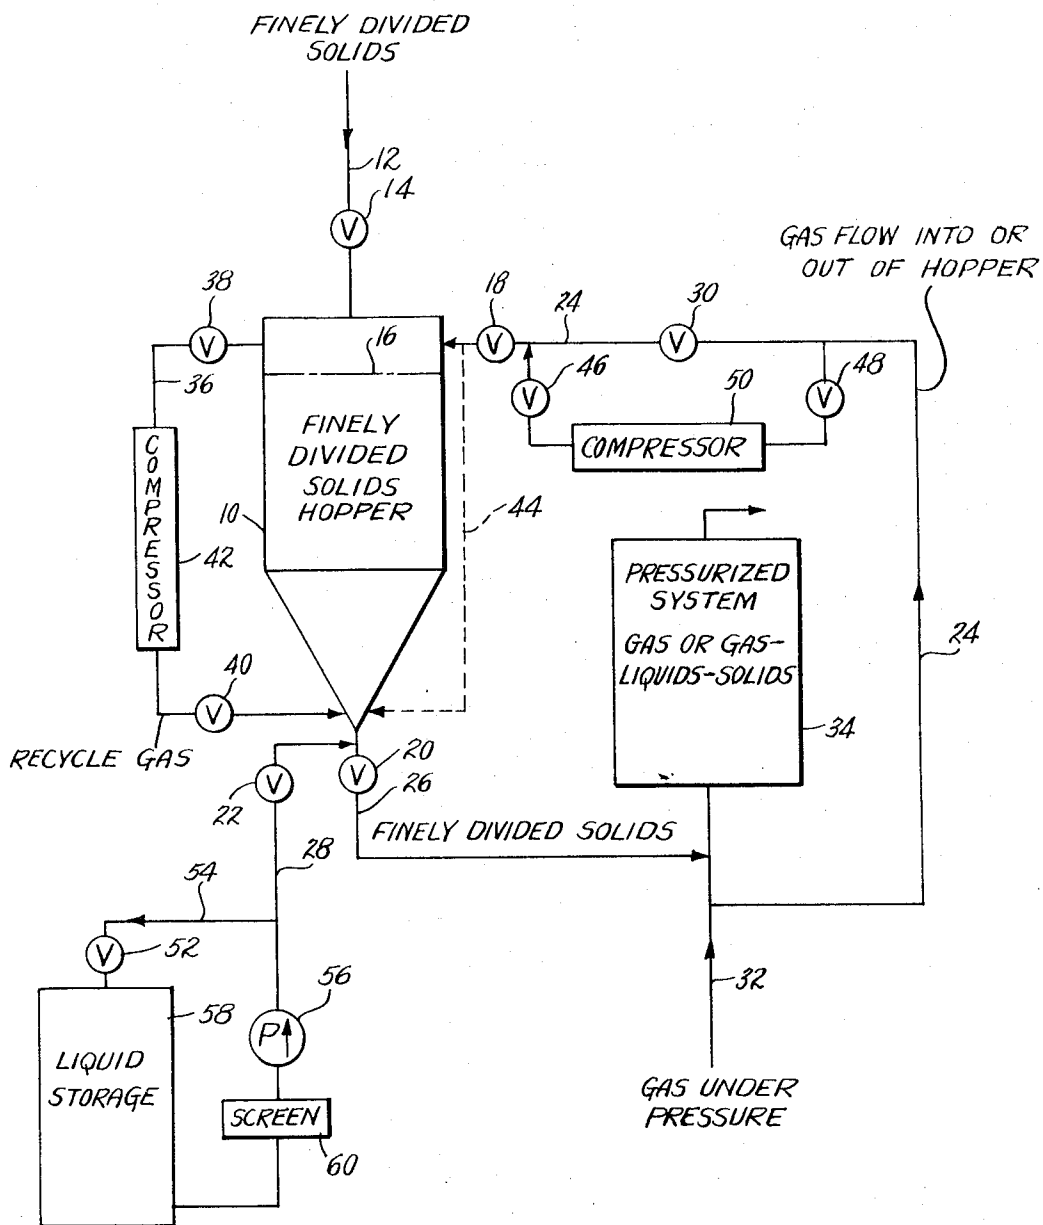 FINELY DIVIDED
SOLIDS
12
14
V
GAS FLOW INTO OR
OUT OF HOPPER
38
V
36
16
18
V
24
30
V
46
V
48
V
50
COMPRESSOR
FINELY
DIVIDED
SOLIDS
HOPPER
10
COMPRESSOR
42
44
PRESSURIZED
SYSTEM
GAS OR GAS-
LIQUIDS-SOLIDS
24
34
40
V
RECYCLE GAS
20
V
22
V
26
FINELY DIVIDED SOLIDS
28
54
52
V
32
56
P
58
LIQUID
STORAGE
SCREEN
60
GAS UNDER
PRESSURE